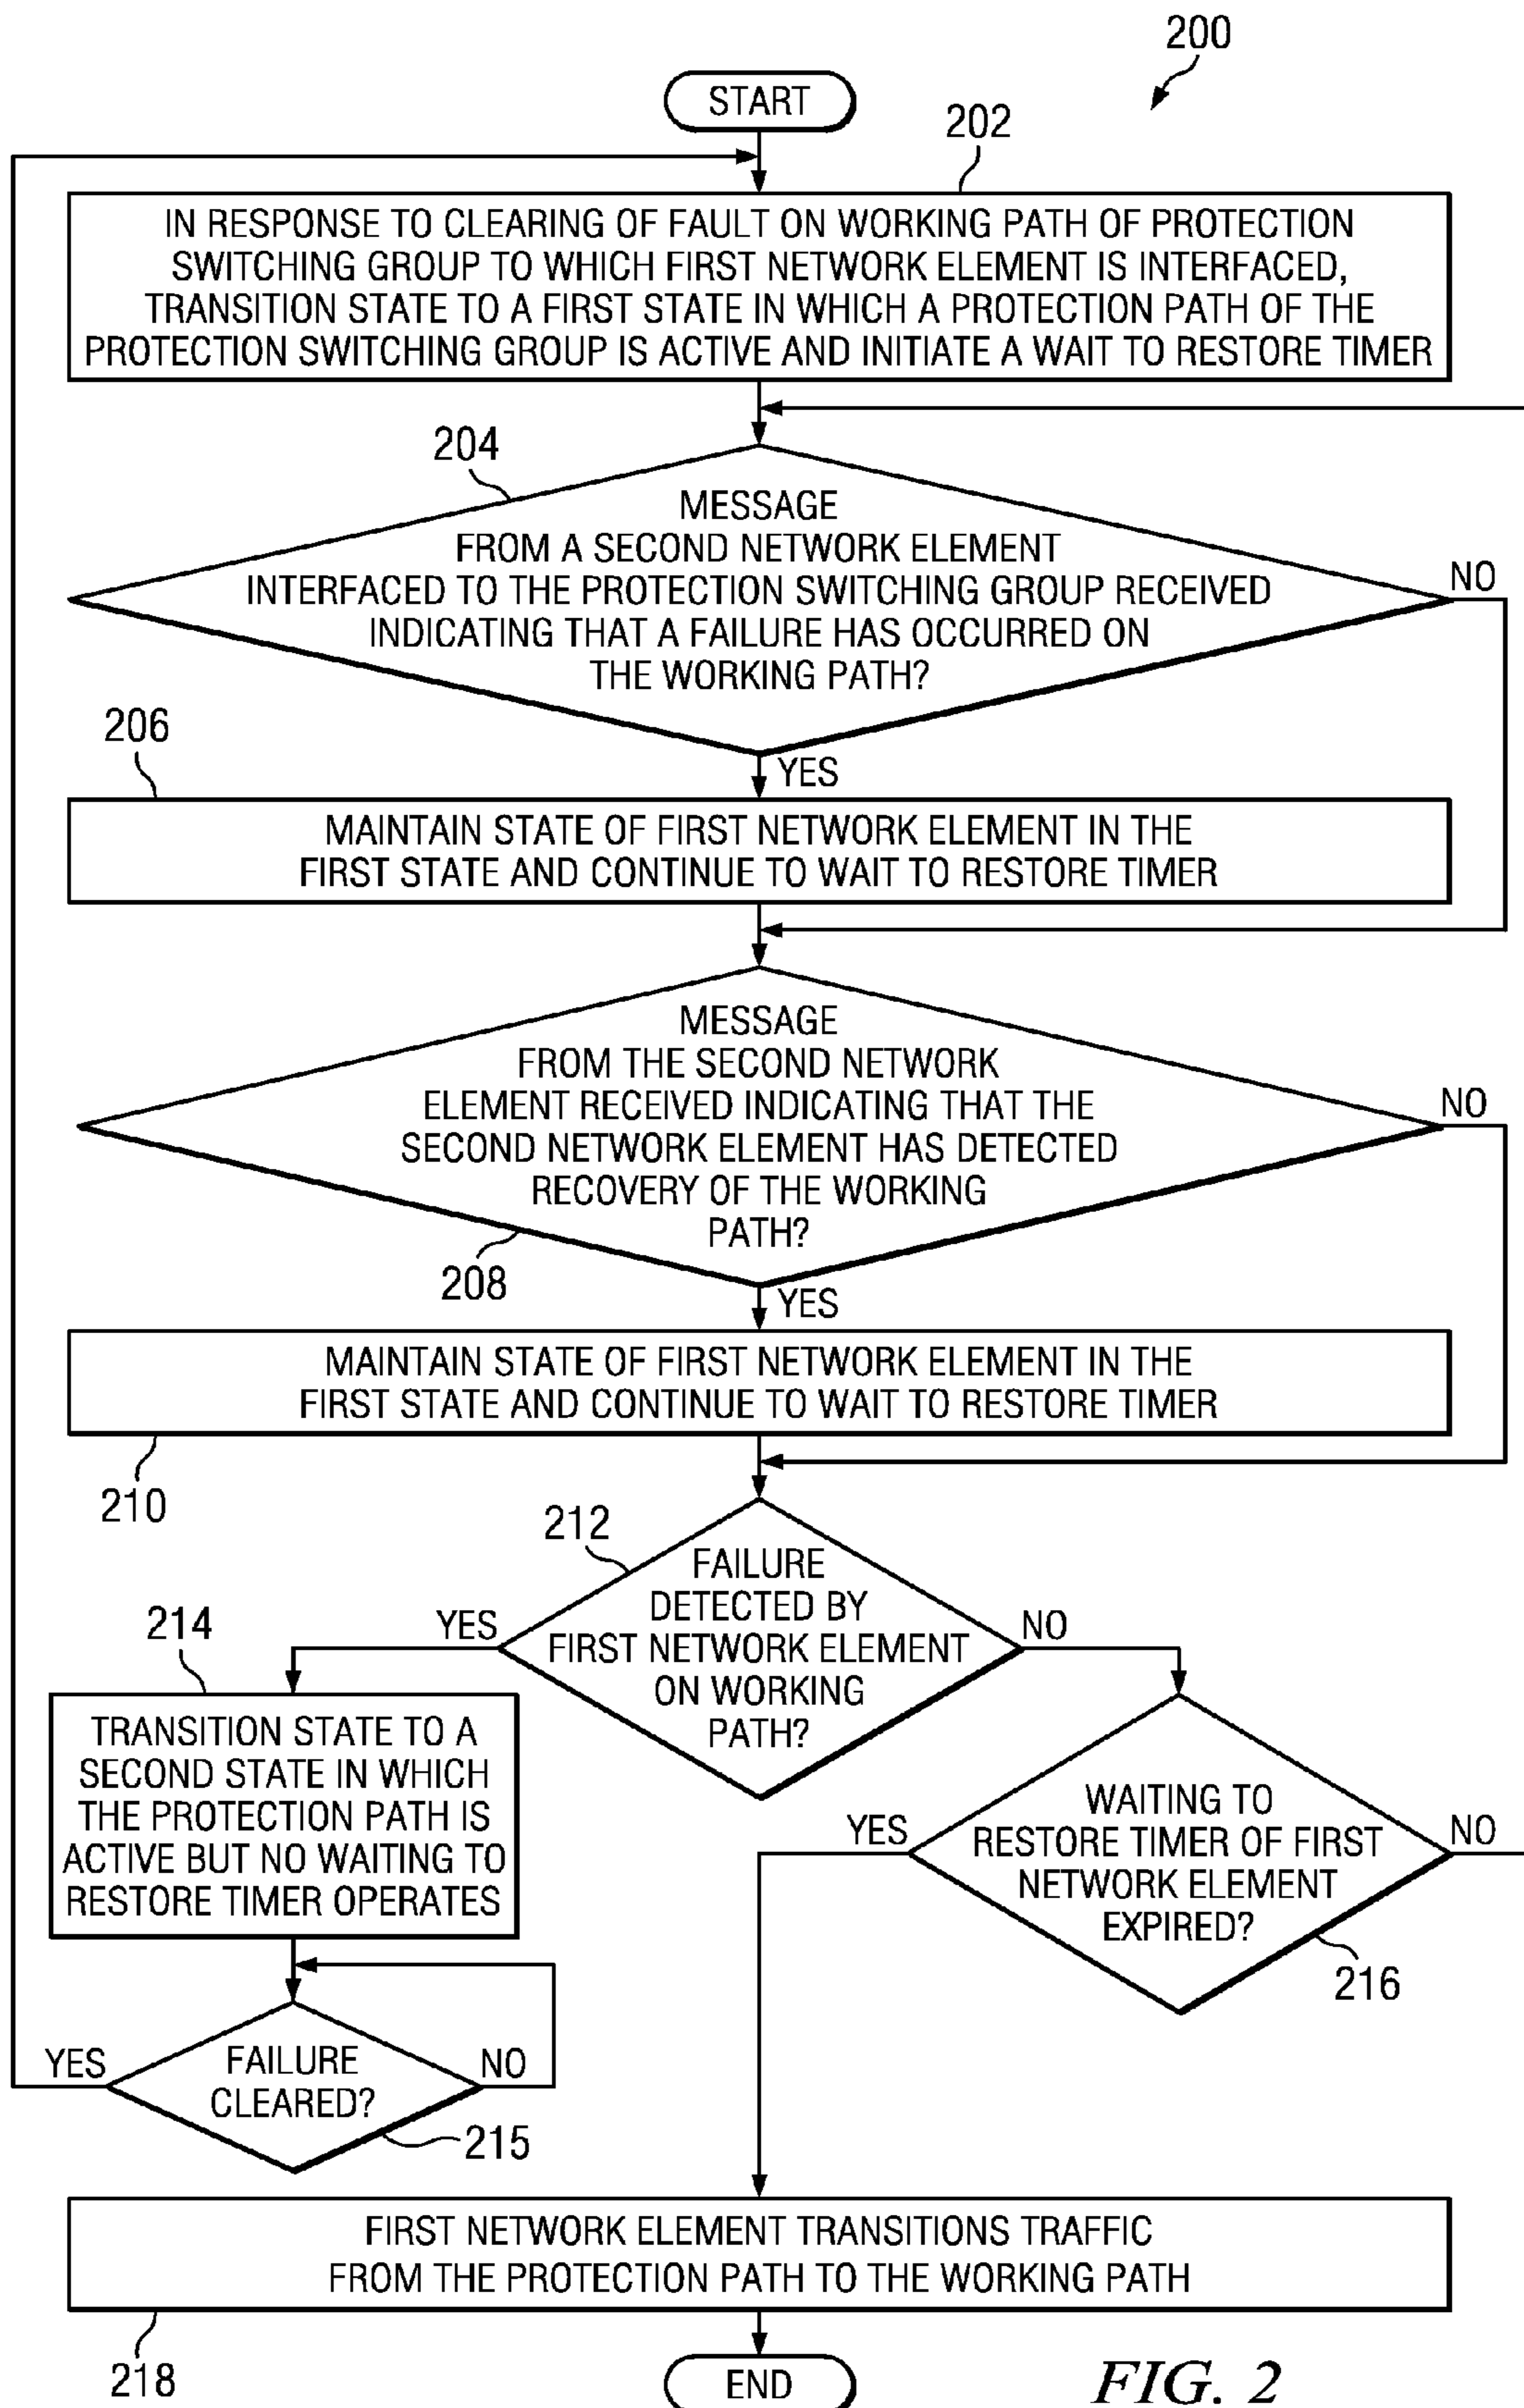 200
START
202
IN RESPONSE TO CLEARING OF FAULT ON WORKING PATH OF PROTECTION
SWITCHING GROUP TO WHICH FIRST NETWORK ELEMENT IS INTERFACED,
TRANSITION STATE TO A FIRST STATE IN WHICH A PROTECTION PATH OF THE
PROTECTION SWITCHING GROUP IS ACTIVE AND INITIATE A WAIT TO RESTORE TIMER
204
MESSAGE
FROM A SECOND NETWORK ELEMENT
INTERFACED TO THE PROTECTION SWITCHING GROUP RECEIVED
INDICATING THAT A FAILURE HAS OCCURRED ON
THE WORKING PATH?
NO
206
YES
MAINTAIN STATE OF FIRST NETWORK ELEMENT IN THE
FIRST STATE AND CONTINUE TO WAIT TO RESTORE TIMER
MESSAGE
FROM THE SECOND NETWORK
ELEMENT RECEIVED INDICATING THAT THE
SECOND NETWORK ELEMENT HAS DETECTED
RECOVERY OF THE WORKING
PATH?
NO
208
YES
MAINTAIN STATE OF FIRST NETWORK ELEMENT IN THE
FIRST STATE AND CONTINUE TO WAIT TO RESTORE TIMER
210
212
FAILURE
DETECTED BY
FIRST NETWORK ELEMENT
ON WORKING
PATH?
YES
NO
214
TRANSITION STATE TO A
SECOND STATE IN WHICH
THE PROTECTION PATH IS
ACTIVE BUT NO WAITING TO
RESTORE TIMER OPERATES
WAITING TO
RESTORE TIMER OF FIRST
NETWORK ELEMENT
EXPIRED?
YES
NO
216
FAILURE
CLEARED?
YES
NO
215
FIRST NETWORK ELEMENT TRANSITIONS TRAFFIC
FROM THE PROTECTION PATH TO THE WORKING PATH
218
END
FIG. 2